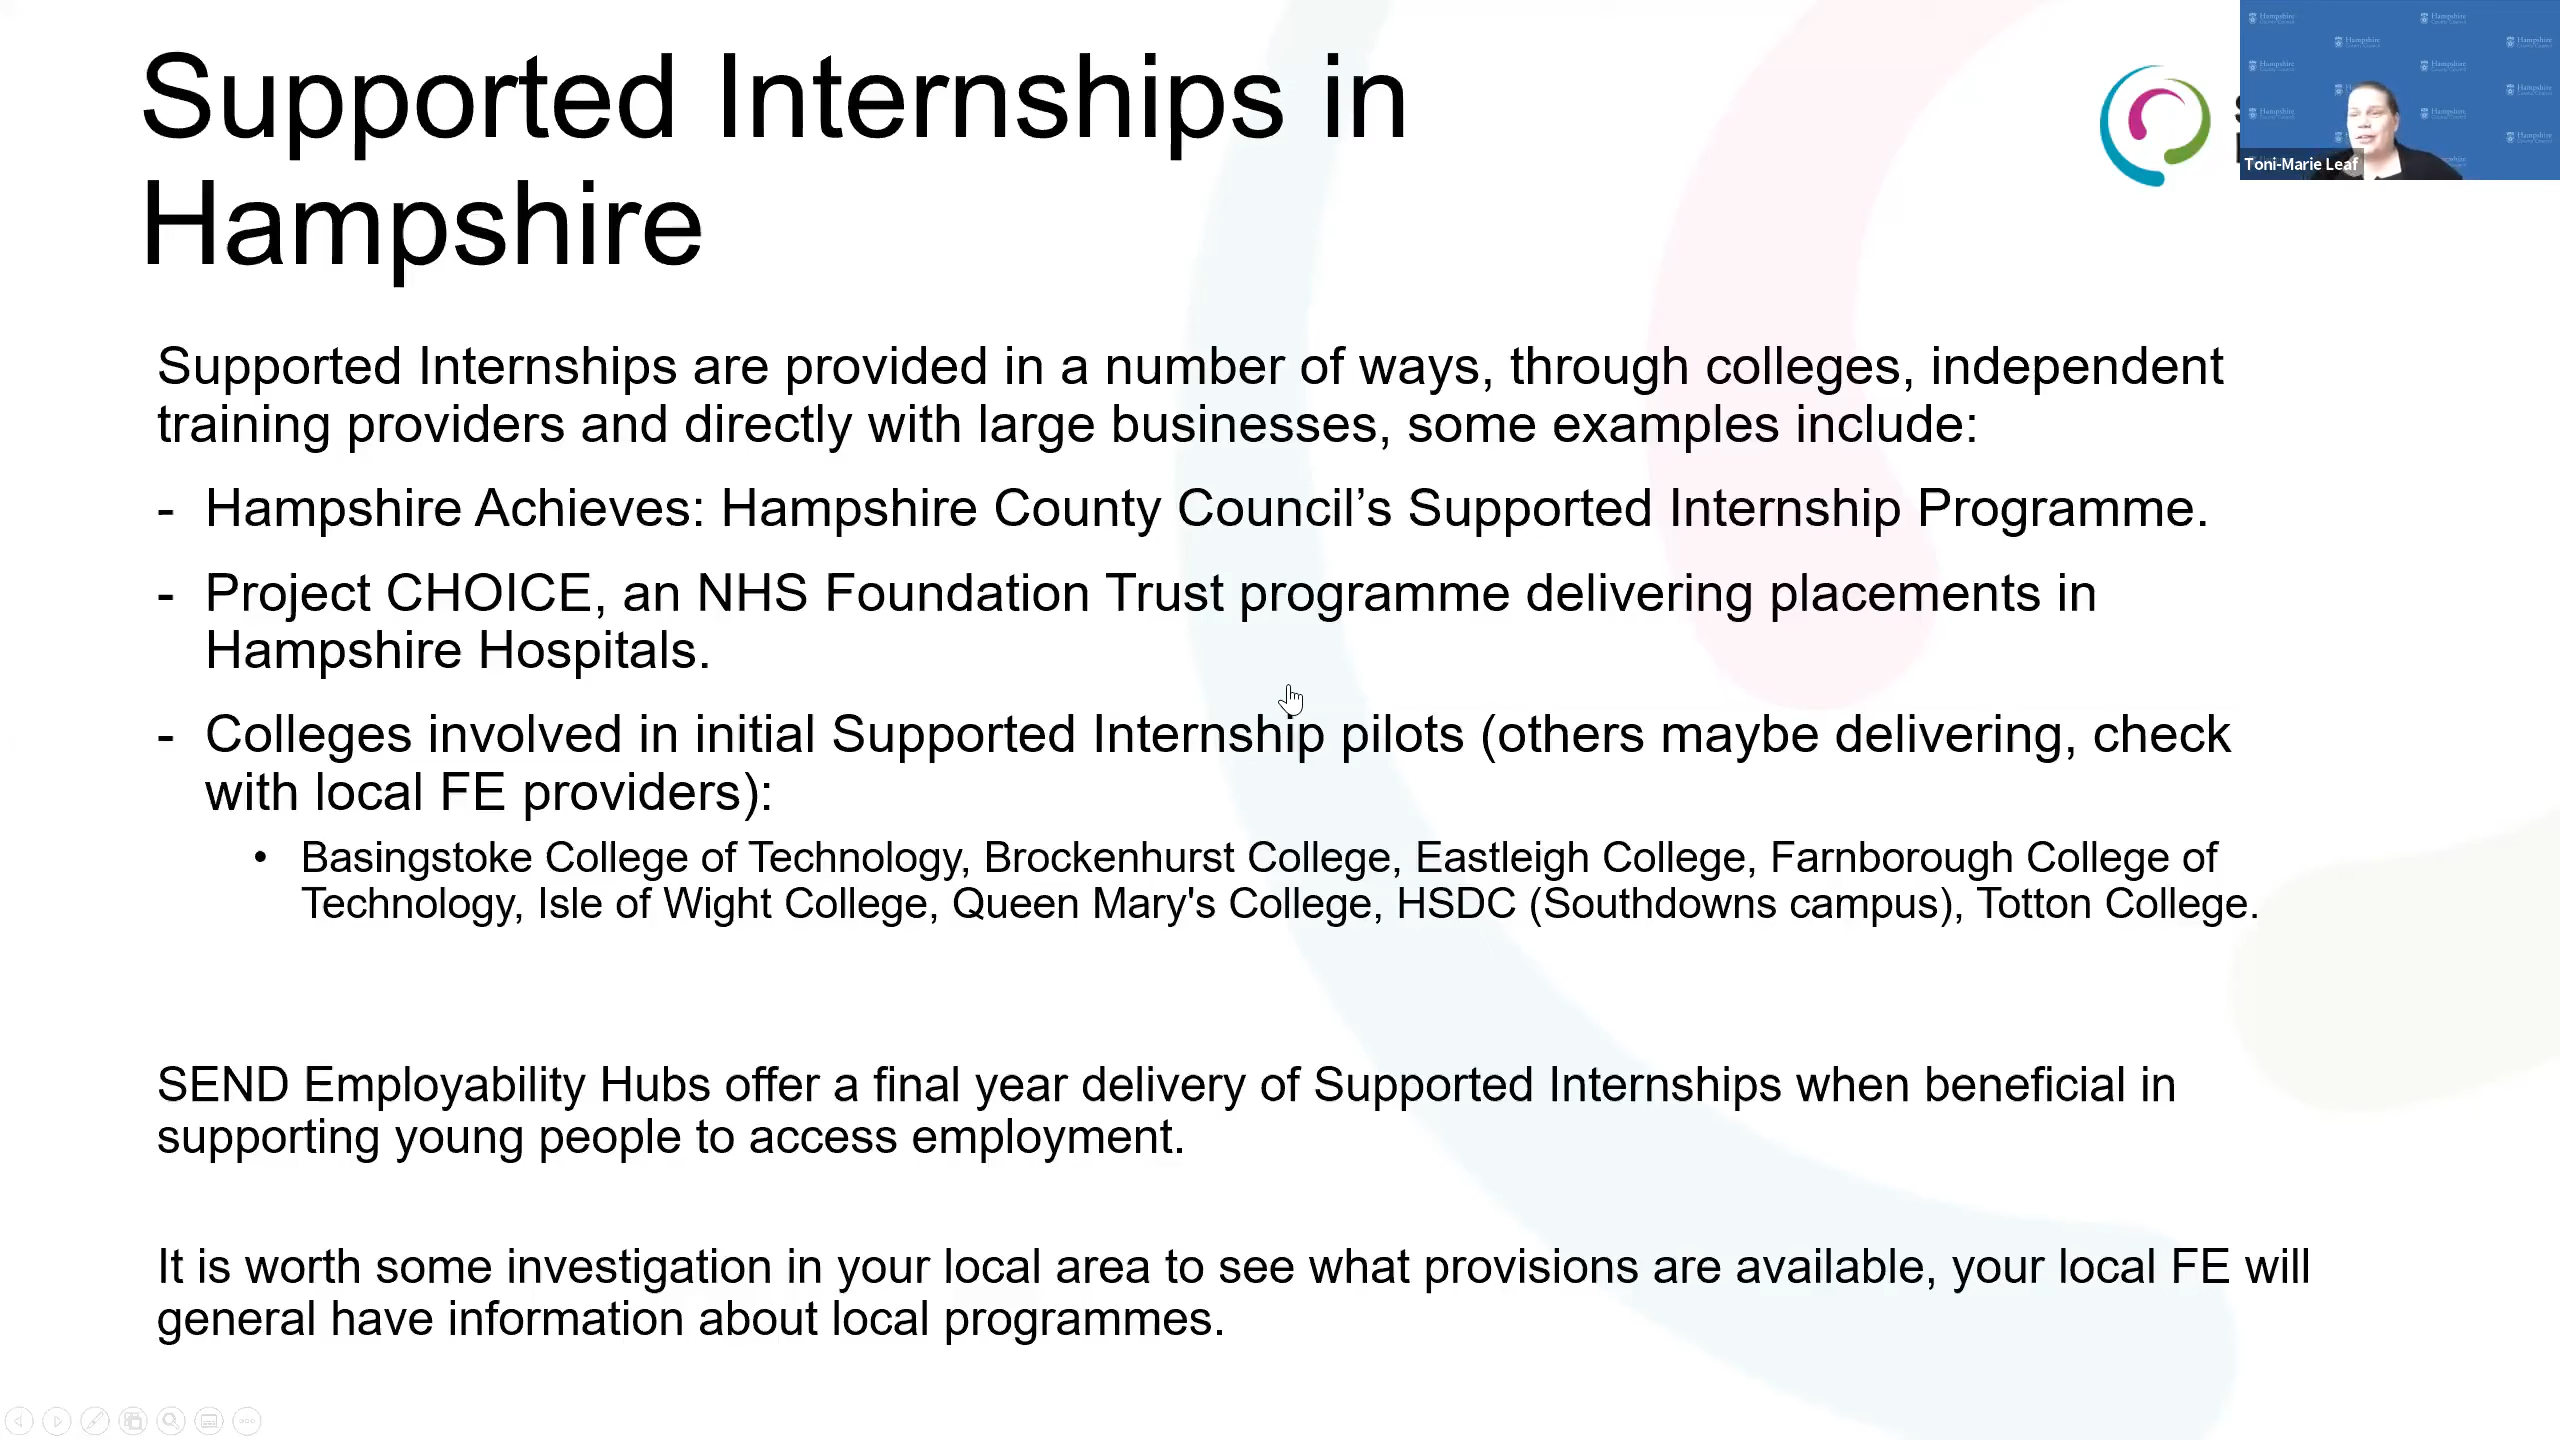 Supported Internships in
Hampshire
Supported Internships are provided in a number of ways, through colleges, independent
training providers and directly with large businesses, some examples include:
- Hampshire Achieves: Hampshire County Council’s Supported Internship Programme.
- Project CHOICE, an NHS Foundation Trust programme delivering placements in
Hampshire Hospitals.
- Colleges involved in initial Supported Internship pilots (others maybe delivering, check
with local FE providers):
• Basingstoke College of Technology, Brockenhurst College, Eastleigh College, Farnborough College of
Technology, Isle of Wight College, Queen Mary's College, HSDC (Southdowns campus), Totton College.
SEND Employability Hubs offer a final year delivery of Supported Internships when beneficial in
supporting young people to access employment.
It is worth some investigation in your local area to see what provisions are available, your local FE will
general have information about local programmes.
Toni-Marie Leaf
Hampshire
County Council